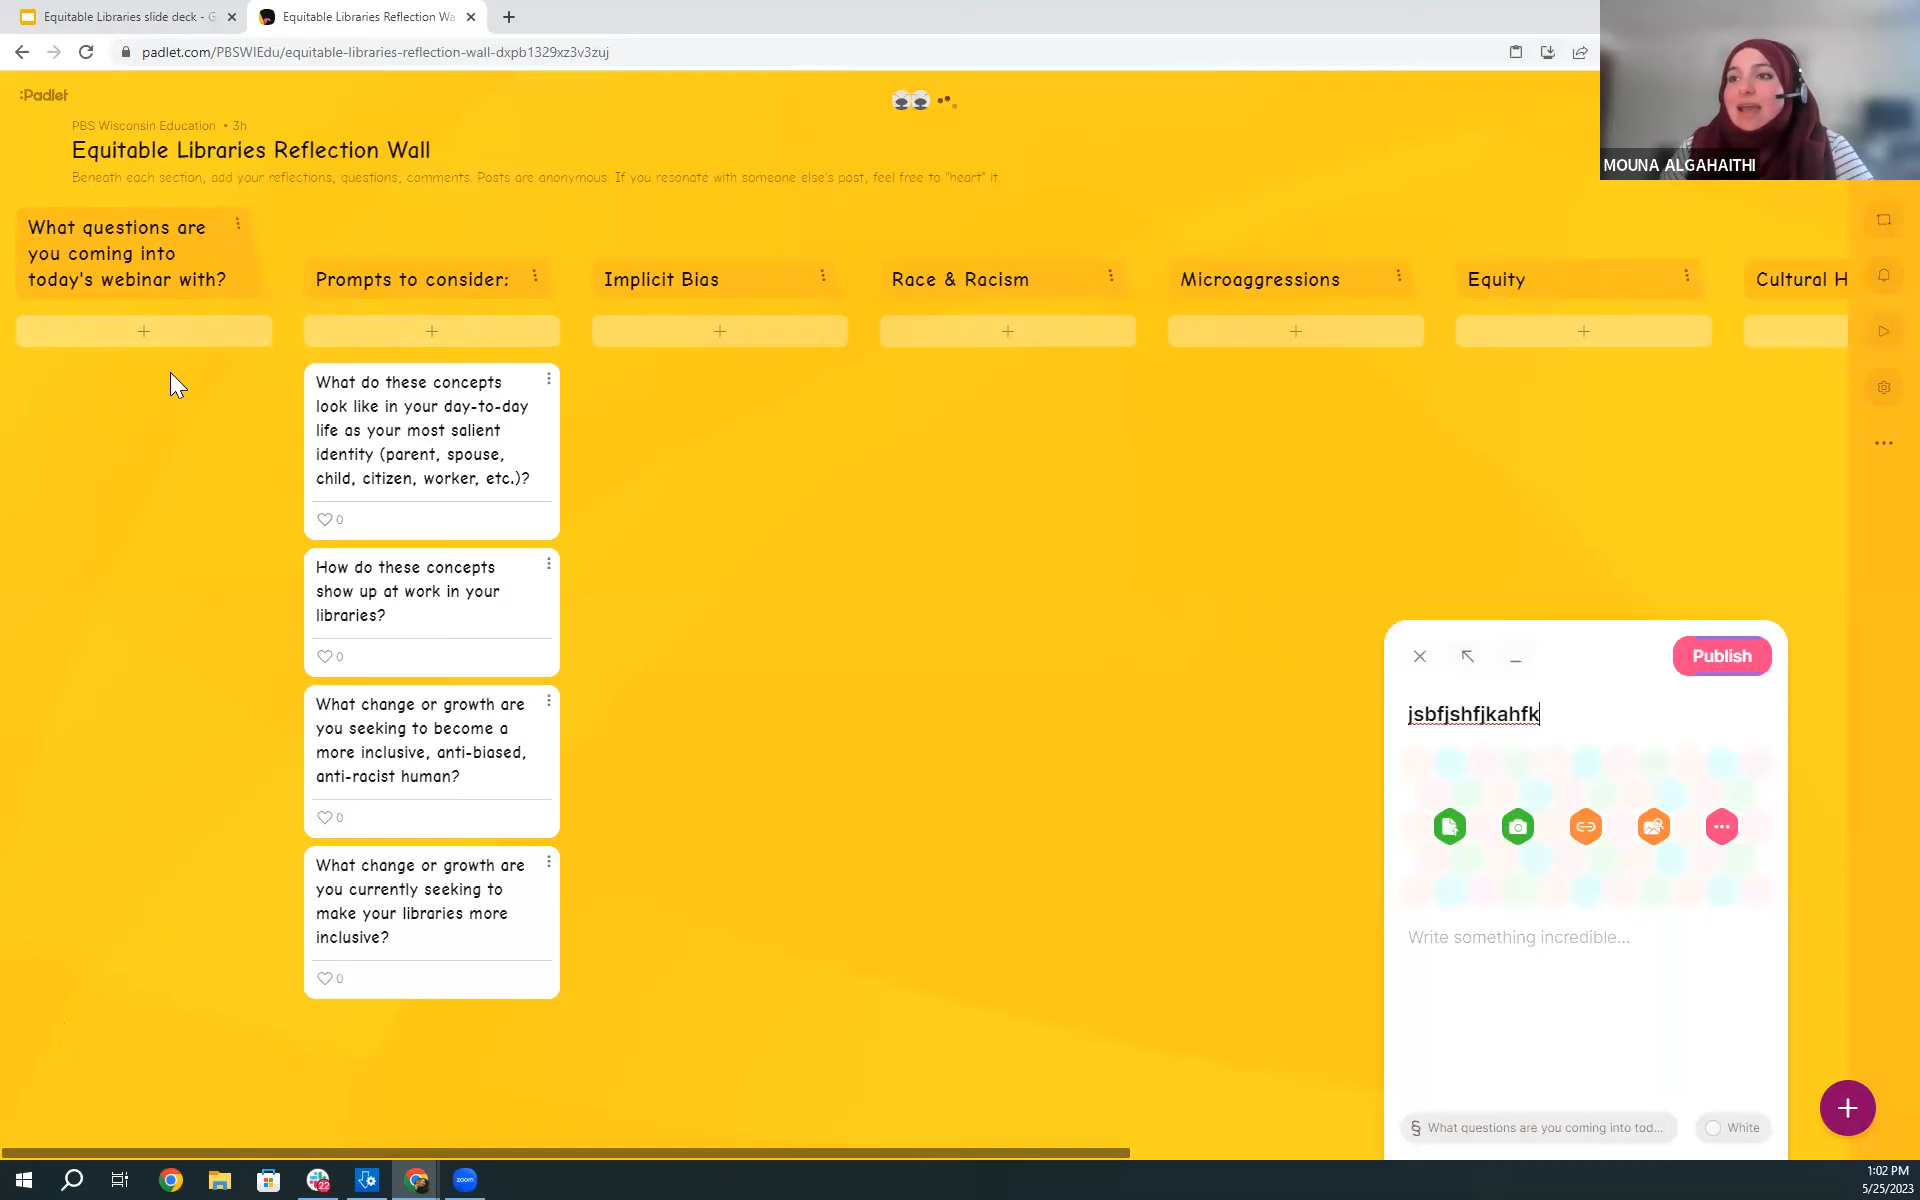 Equitable Libraries slide deck - G
Equitable Libraries Reflection Wa
padlet.com/PBSWIEdu/equitable-libraries-reflection-wall-dxpb1329xz3v3zuj
:Padlet
PBS Wisconsin Education • 3h
Equitable Libraries Reflection Wall
Beneath each section, add your reflections, questions, comments. Posts are anonymous. If you resonate with someone else's post, feel free to "heart" it.
MOUNA ALGAHAITHI
What questions are
you coming into
today's webinar with?
Prompts to consider:
Implicit Bias
Race & Racism
Microaggressions
Equity
Cultural H
What do these concepts
look like in your day-to-day
life as your most salient
identity (parent, spouse,
child, citizen, worker, etc.)?
0
How do these concepts
show up at work in your
libraries?
0
What change or growth are
you seeking to become a
more inclusive, anti-biased,
anti-racist human?
0
What change or growth are
you currently seeking to
make your libraries more
inclusive?
0
Publish
jsbfjshfjkahfk
Write something incredible...
§ What questions are you coming into tod...
White
22
zoom
1:02 PM
5/25/2023